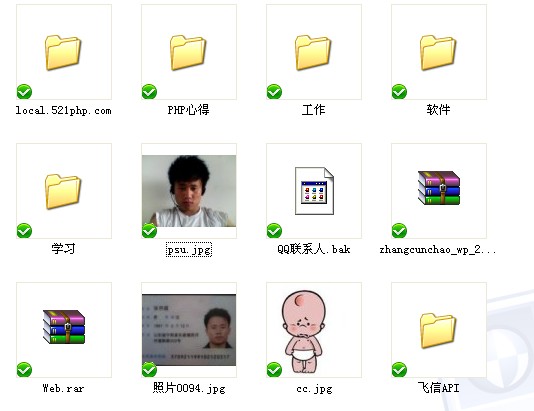 local.521php.com
PHP心得
工作
软件
学习
psu.jpg
QQ联系人.bak
zhangcunchao_wp_2...
Web.rar
照片0094.jpg
cc.jpg
飞信API